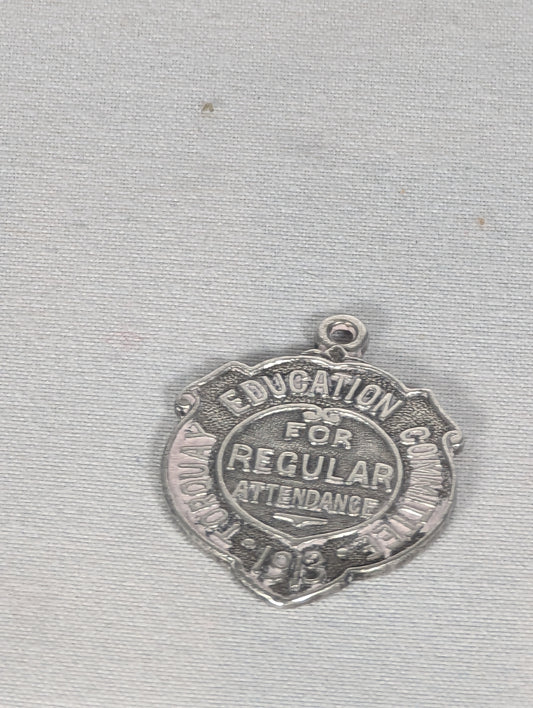 TORQUAY EDUCATION COMMITTEE
FOR
REGULAR
ATTENDANCE
1913